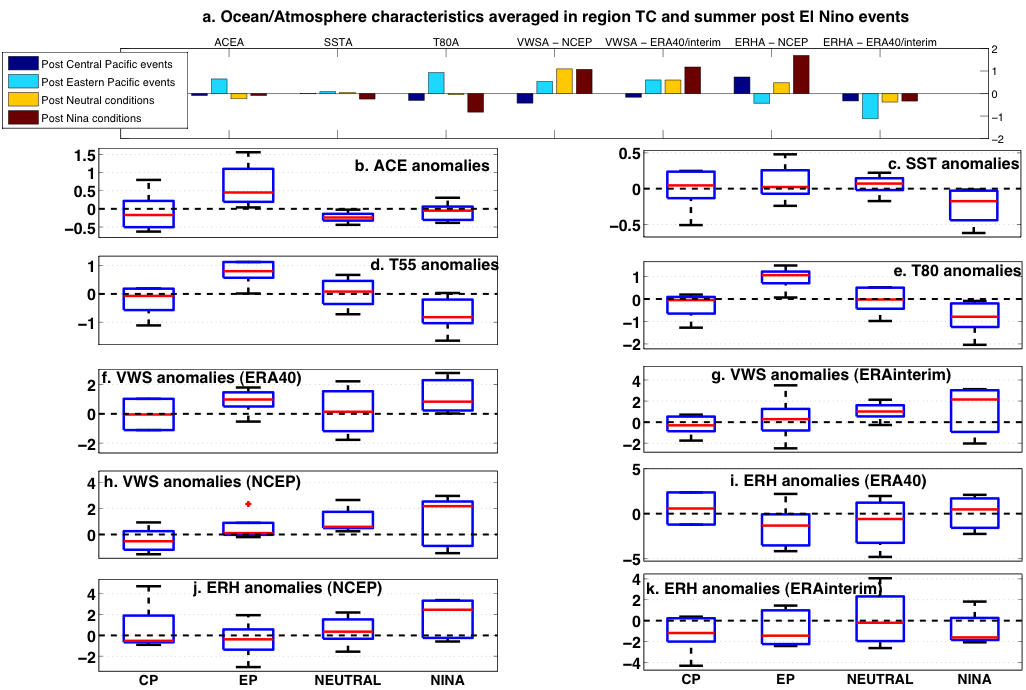 a. Ocean/Atmosphere characteristics averaged in region TC and summer post El Nino events
ACEA SSTA T80A VWSA − NCEP VWSA − ERA40/interim ERHA − NCEP ERHA − ERA40/interim
Post Central Pacific events
Post Eastern Pacific events
Post Neutral conditions
Post Nina conditions
2
1
0
−1
−2
b. ACE anomalies
1.5
1
0.5
0
−0.5
c. SST anomalies
0.5
0
−0.5
d. T55 anomalies
1
0
−1
e. T80 anomalies
1
0
−1
−2
f. VWS anomalies (ERA40)
2
0
−2
g. VWS anomalies (ERAinterim)
4
2
0
−2
h. VWS anomalies (NCEP)
4
2
0
i. ERH anomalies (ERA40)
5
0
−5
j. ERH anomalies (NCEP)
4
2
0
−2
k. ERH anomalies (ERAinterim)
4
2
0
−2
−4
CP EP NEUTRAL NINA
CP EP NEUTRAL NINA